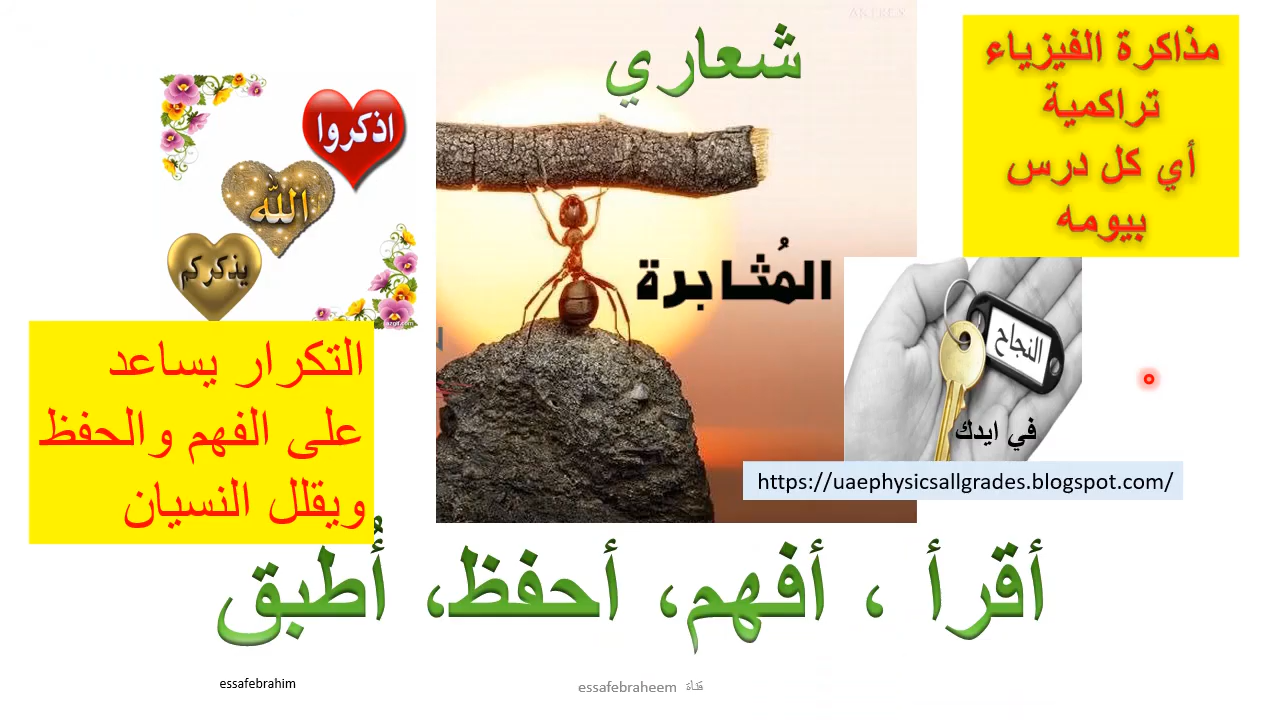 شعاري
المُثابرة
مذاكرة الفيزياء
تراكمية
أي كل درس
بيومه
اذكروا
الله
يذكركم
النجاح
في ايدك
https://uaephysicsallgrades.blogspot.com/
التكرار يساعد
على الفهم والحفظ
ويقلل النسيان
أقرأ ، أفهم، أحفظ، أُطبق
essafebrahim
قناة essafebraheem